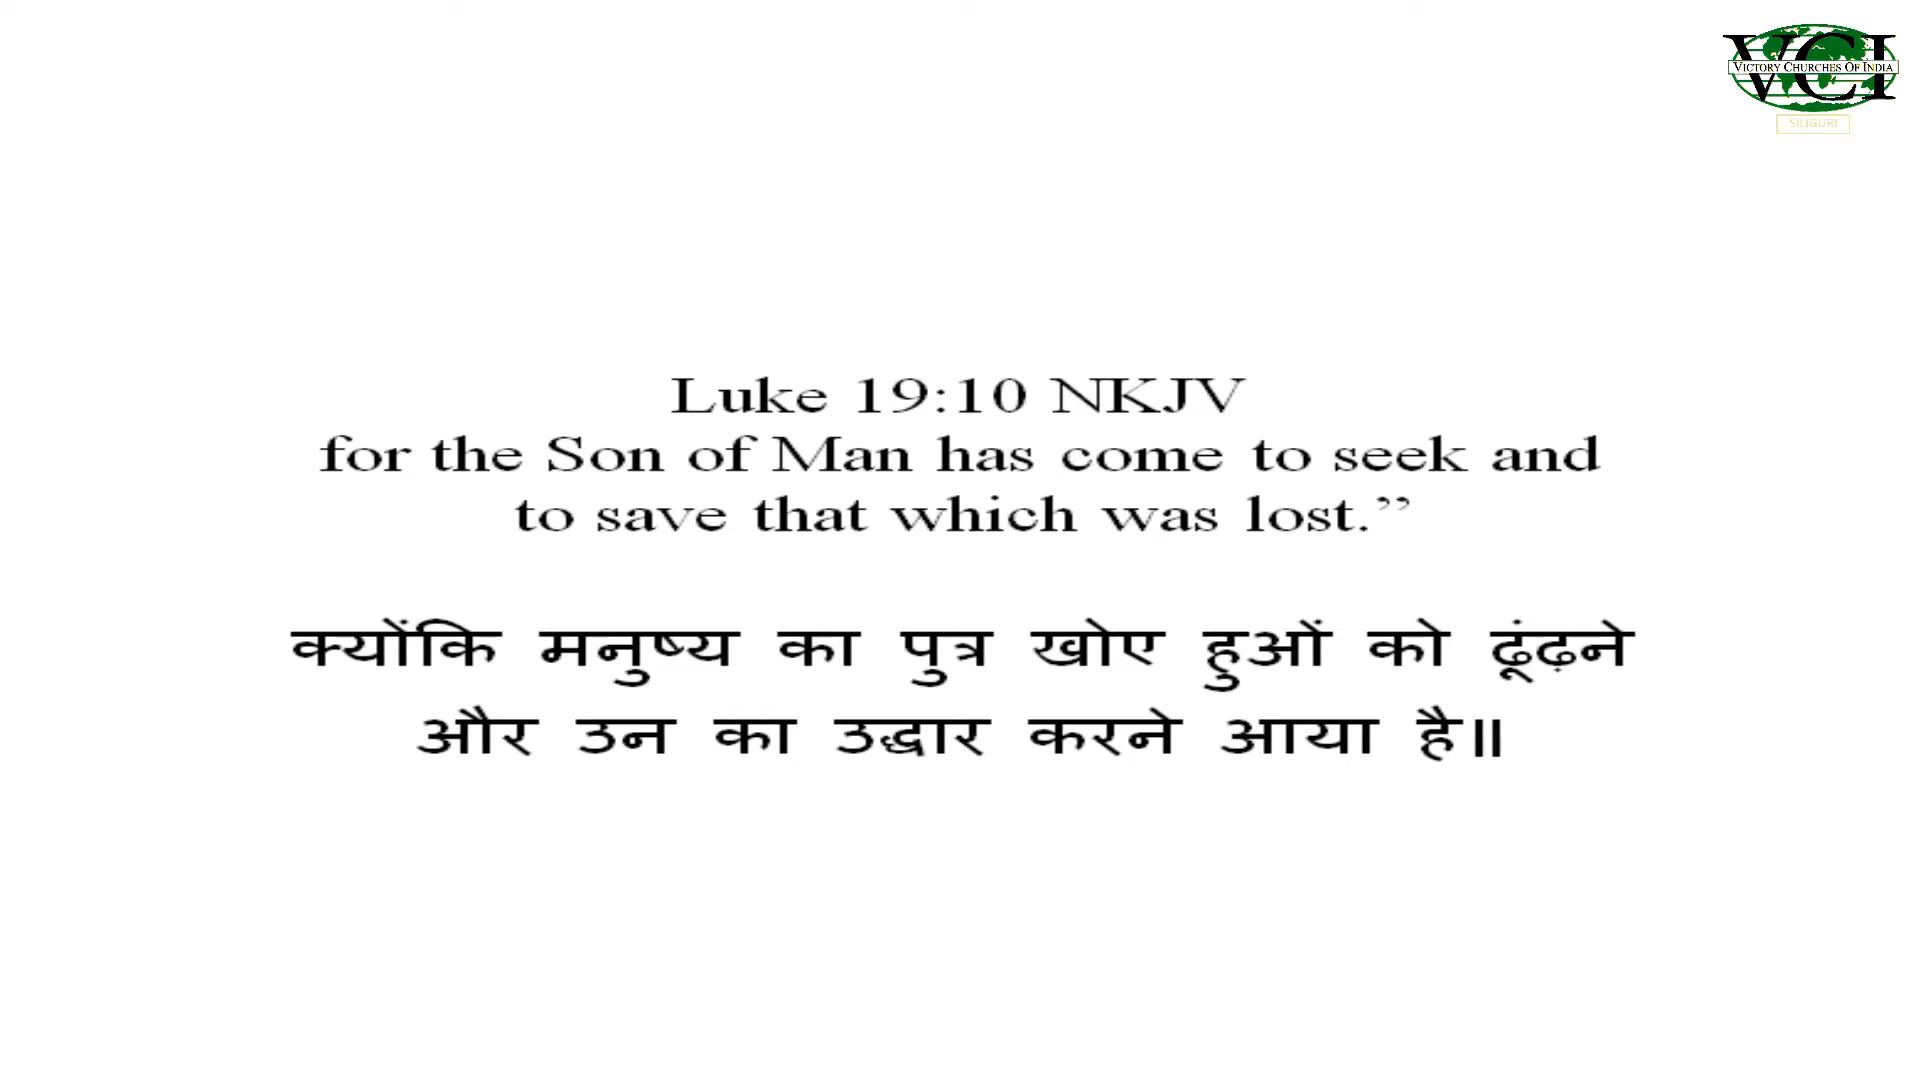 VCI
VICTORY CHURCHES OF INDIA
SILIGURI
Luke 19:10 NKJV
for the Son of Man has come to seek and
to save that which was lost.”
क्योंकि मनुष्य का पुत्र खोए हुओं को ढूंढ़ने
और उन का उद्धार करने आया है॥